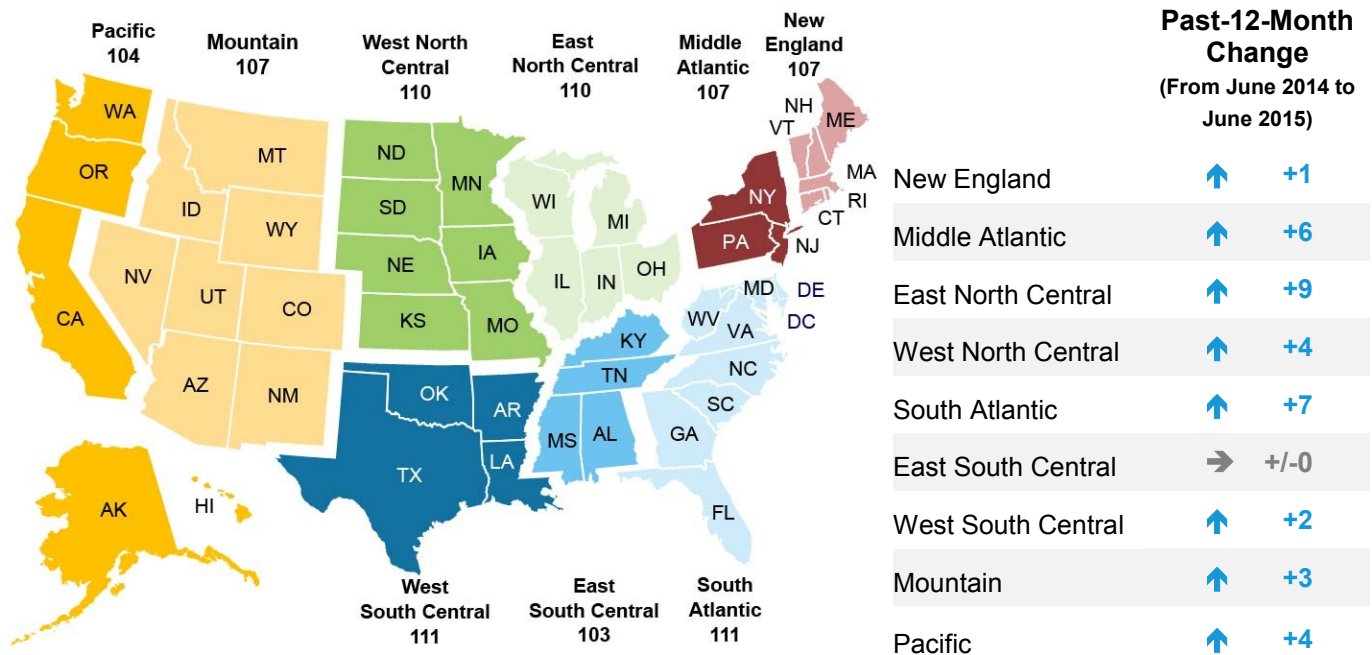 Pacific
104
Mountain
107
West North
Central
110
East
North Central
110
Middle
Atlantic
107
New
England
107
WA
OR
CA
AK
HI
MT
ID
WY
NV
UT
CO
AZ
NM
ND
SD
NE
KS
MN
IA
MO
WI
MI
IL
IN
OH
NY
PA
NJ
NH
VT
ME
MA
RI
CT
MD
DE
DC
WV
VA
NC
SC
GA
FL
KY
TN
MS
AL
OK
AR
TX
LA
West
South Central
111
East
South Central
103
South
Atlantic
111
Past-12-Month
Change
(From June 2014 to
June 2015)
New England +1
Middle Atlantic +6
East North Central +9
West North Central +4
South Atlantic +7
East South Central +/-0
West South Central +2
Mountain +3
Pacific +4